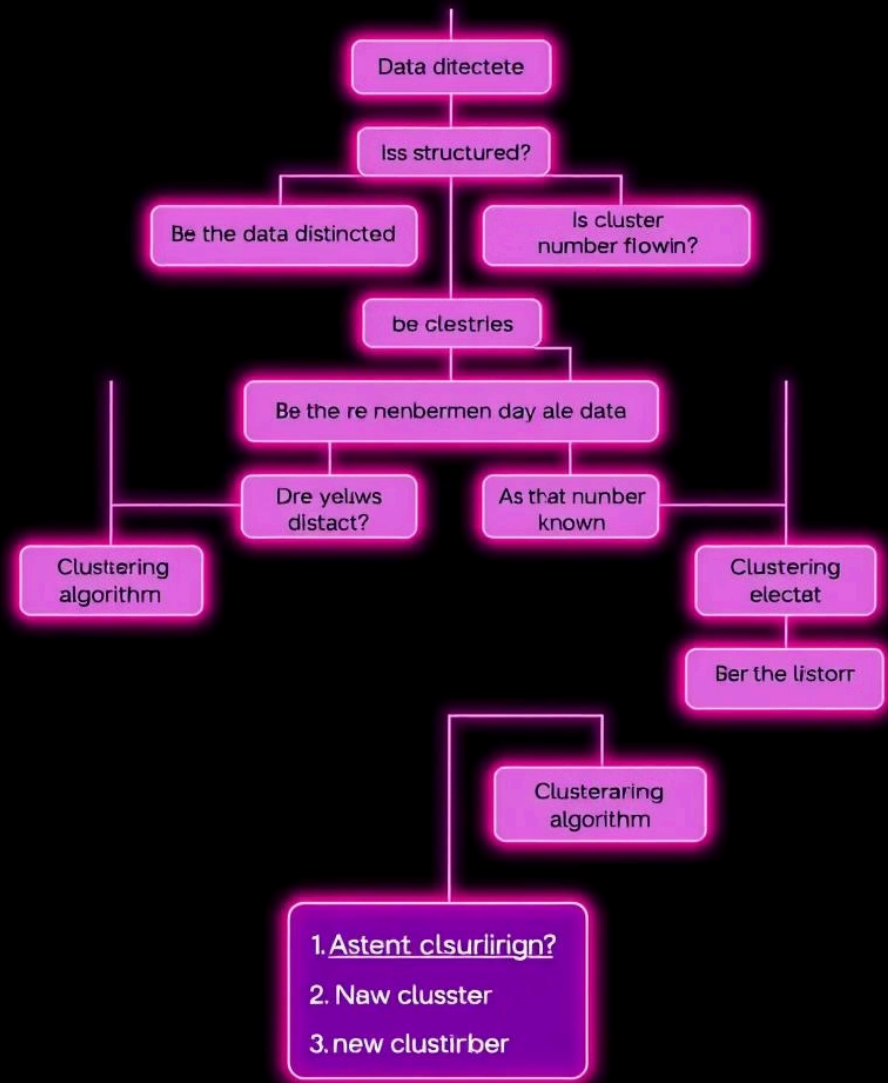 Data ditectete
Iss structured?
Be the data distincted
Is cluster
number flowin?
be clestries
Be the re nenbermen day ale data
Dre yeluws
distact?
As that nunber
known
Clusttering
algorithm
Clustering
electat
Ber the listorr
Clusteraring
algorithm
1. Astent clsurlirign?
2. Naw clusster
3. new clustirber